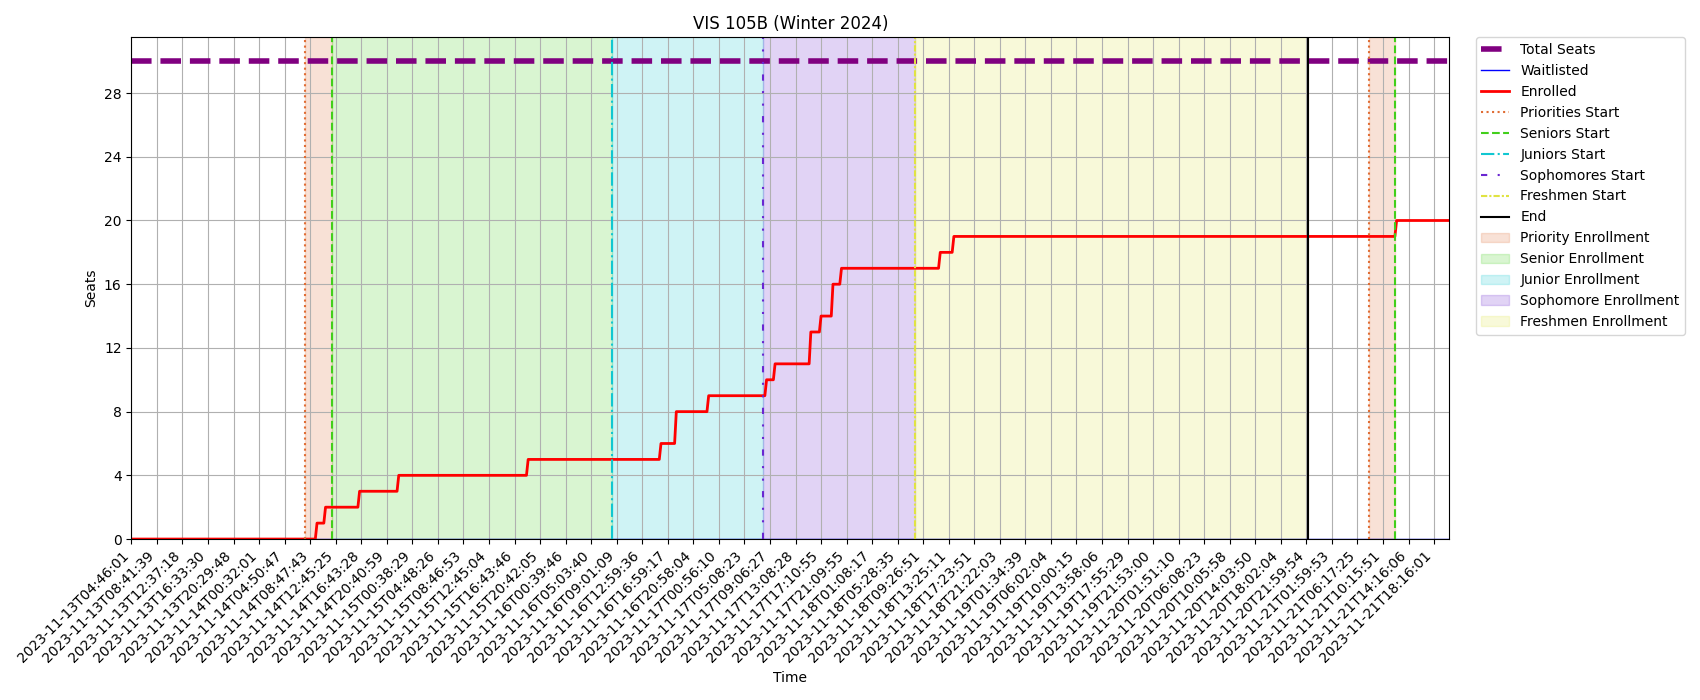 VIS 105B (Winter 2024)
Total Seats
Waitlisted
Enrolled
Priorities Start
Seniors Start
Juniors Start
Sophomores Start
Freshmen Start
End
Priority Enrollment
Senior Enrollment
Junior Enrollment
Sophomore Enrollment
Freshmen Enrollment
Seats
28
24
20
16
12
8
4
0
2023-11-13T04:46:01
2023-11-13T08:41:39
2023-11-13T12:37:18
2023-11-13T16:33:30
2023-11-13T20:29:48
2023-11-14T00:32:01
2023-11-14T04:50:47
2023-11-14T08:47:43
2023-11-14T12:45:25
2023-11-14T16:43:28
2023-11-14T20:40:59
2023-11-15T00:38:29
2023-11-15T04:48:26
2023-11-15T08:46:53
2023-11-15T12:45:04
2023-11-15T16:43:46
2023-11-15T20:42:05
2023-11-16T00:39:46
2023-11-16T05:03:40
2023-11-16T09:01:09
2023-11-16T12:59:36
2023-11-16T16:59:17
2023-11-16T20:58:04
2023-11-17T00:56:10
2023-11-17T05:08:23
2023-11-17T09:06:27
2023-11-17T13:08:28
2023-11-17T17:10:55
2023-11-17T21:09:55
2023-11-18T01:08:17
2023-11-18T05:28:35
2023-11-18T09:26:51
2023-11-18T13:25:11
2023-11-18T17:23:51
2023-11-18T21:22:03
2023-11-19T01:34:39
2023-11-19T06:02:04
2023-11-19T10:00:15
2023-11-19T13:58:06
2023-11-19T17:55:29
2023-11-19T21:53:00
2023-11-20T01:51:10
2023-11-20T06:08:23
2023-11-20T10:05:58
2023-11-20T14:03:50
2023-11-20T18:02:04
2023-11-20T21:59:54
2023-11-21T01:59:53
2023-11-21T06:17:25
2023-11-21T10:15:51
2023-11-21T14:16:06
2023-11-21T18:16:01
Time